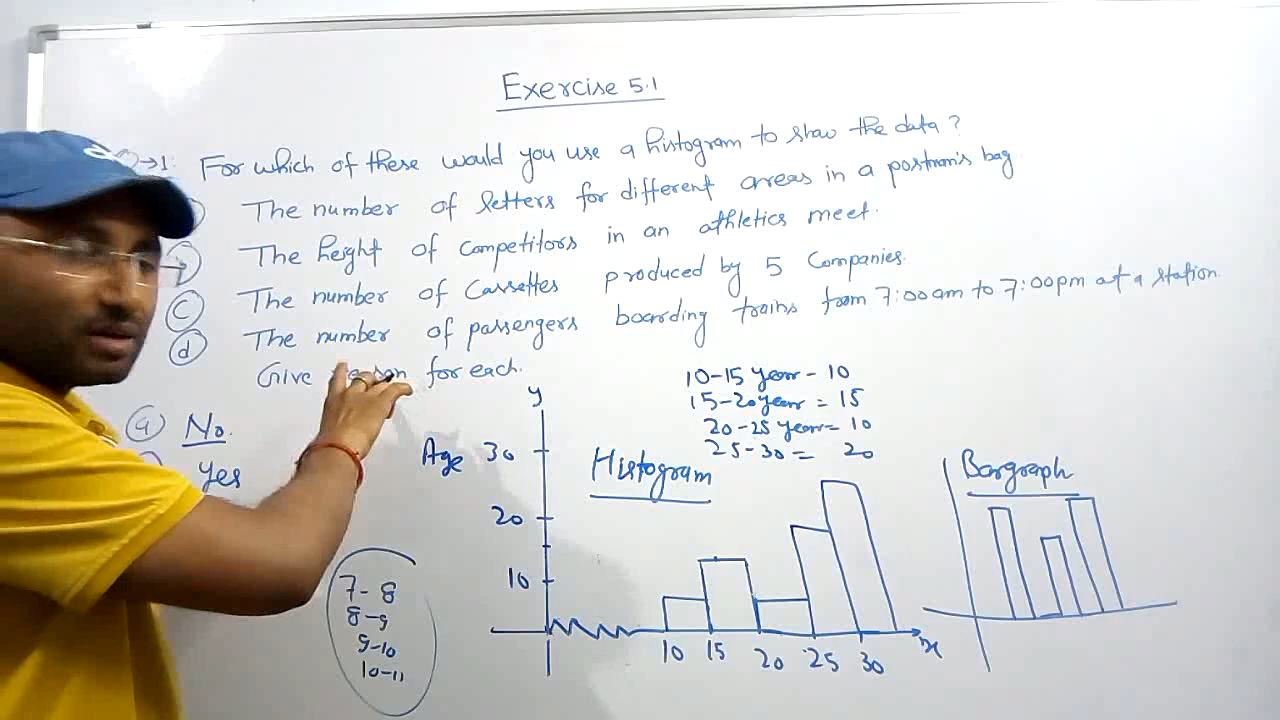 Exercise 5.1
→1: For which of these would you use a histogram to show the data?
The number of letters for different areas in a postman's bag
The height of competitors in an athletics meet.
c The number of Cassettes produced by 5 Companies.
d The number of passengers boarding trains from 7:00am to 7:00pm at a station.
Give for each.
a No.
yes
10-15 year - 10
15-20 year = 15
20-25 year = 10
25-30 = 20
y
Age 30
20
10
Histogram
10 15 20 25 30 x
Bargraph
7-8
8-9
9-10
10-11